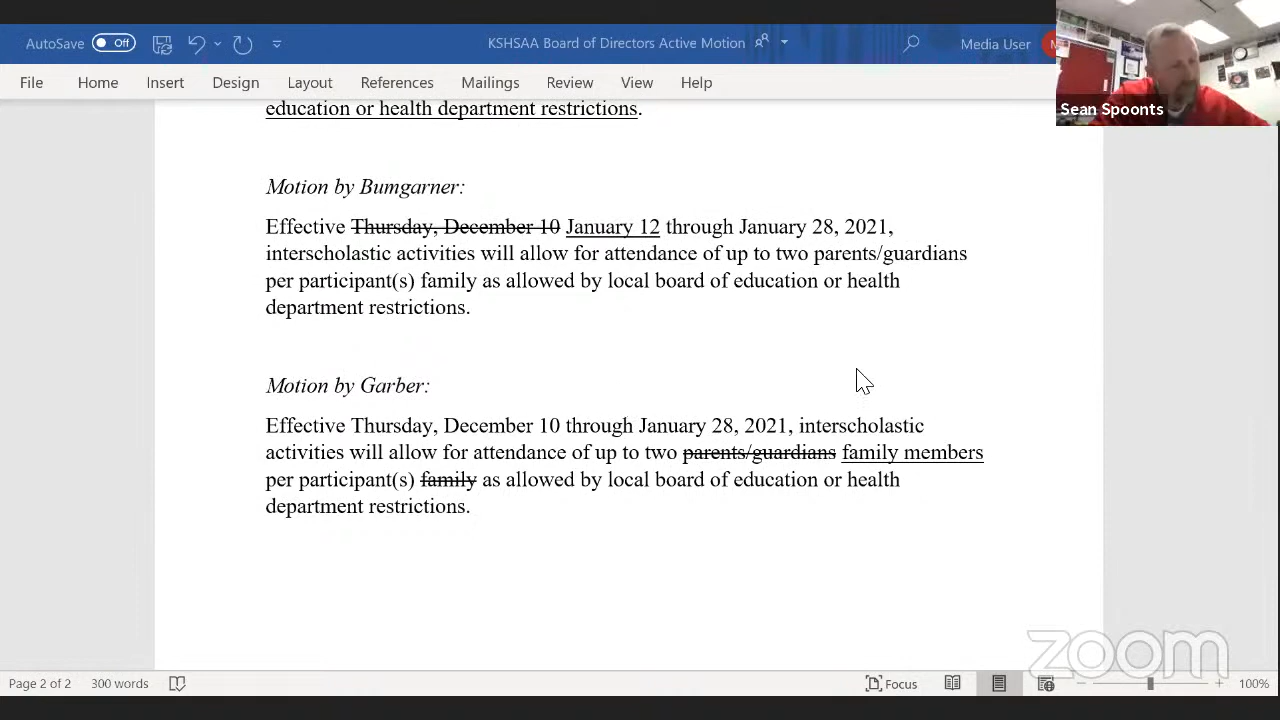 AutoSave Off KSHSAA Board of Directors Active Motion Media User
File Home Insert Design Layout References Mailings Review View Help
Sean Spoonts
education or health department restrictions.
Motion by Bumgarner:
Effective Thursday, December 10 January 12 through January 28, 2021,
interscholastic activities will allow for attendance of up to two parents/guardians
per participant(s) family as allowed by local board of education or health
department restrictions.
Motion by Garber:
Effective Thursday, December 10 through January 28, 2021, interscholastic
activities will allow for attendance of up to two parents/guardians family members
per participant(s) family as allowed by local board of education or health
department restrictions.
zoom
Page 2 of 2 300 words Focus 100%